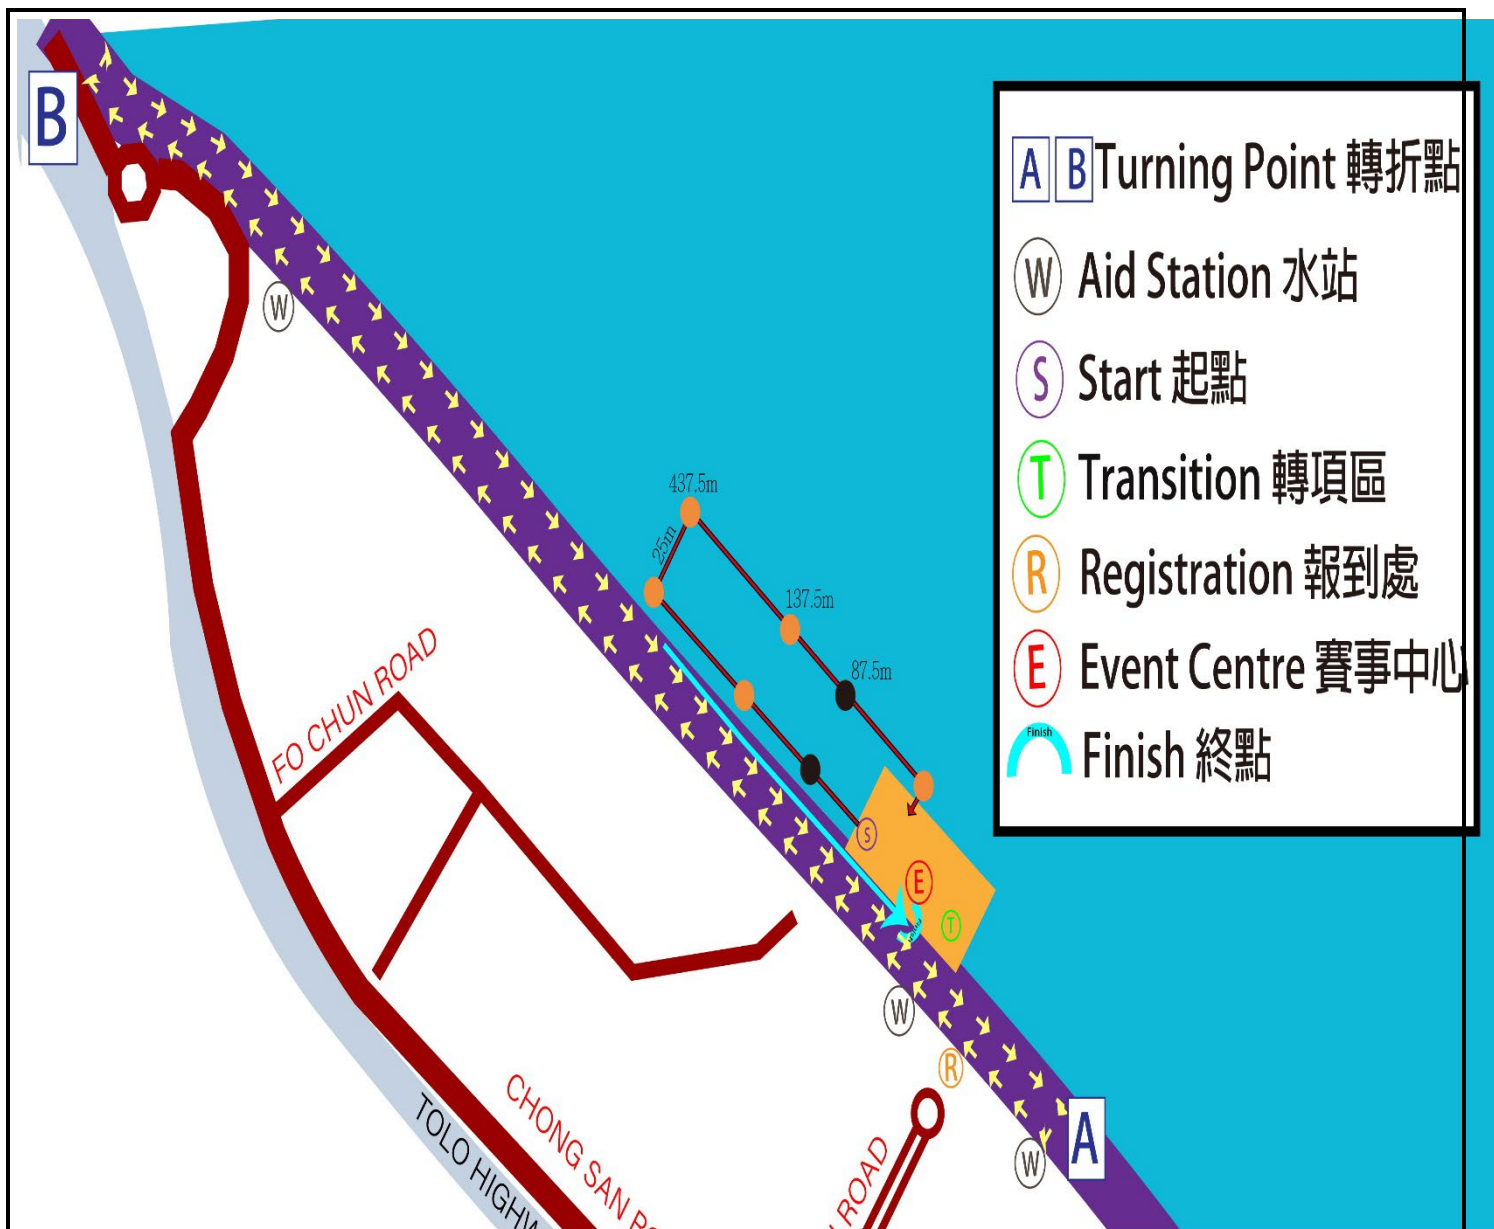 B
A B Turning Point 轉折點
W Aid Station 水站
S Start 起點
T Transition 轉項區
R Registration 報到處
E Event Centre 賽事中心
Finish
Finish 終點
W
437.5m
25m
137.5m
87.5m
S
E
T
FO CHUN ROAD
W
R
A
W
CHONG SAN
TOLO
ROAD